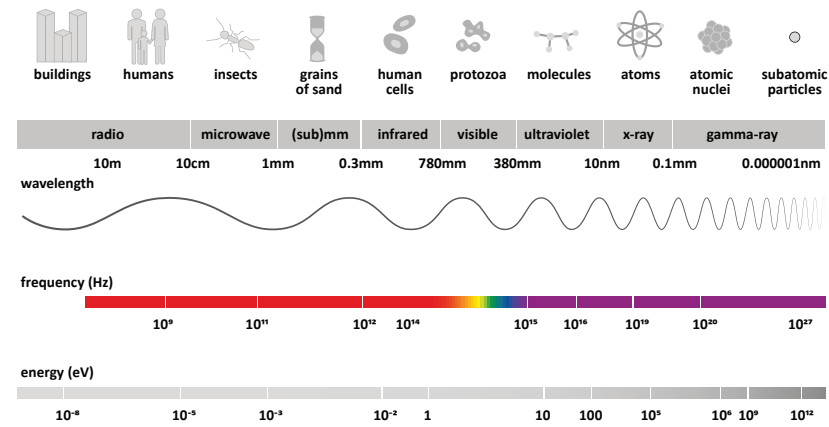 buildings humans insects grains of sand human cells protozoa molecules atoms atomic nuclei subatomic particles
radio microwave (sub)mm infrared visible ultraviolet x-ray gamma-ray
10m 10cm 1mm 0.3mm 780mm 380mm 10nm 0.1mm 0.000001nm
wavelength
frequency (Hz)
10⁹ 10¹¹ 10¹² 10¹⁴ 10¹⁵ 10¹⁶ 10¹⁹ 10²⁰ 10²⁷
energy (eV)
10⁻⁸ 10⁻⁵ 10⁻³ 10⁻² 1 10 100 10⁵ 10⁶ 10⁹ 10¹²